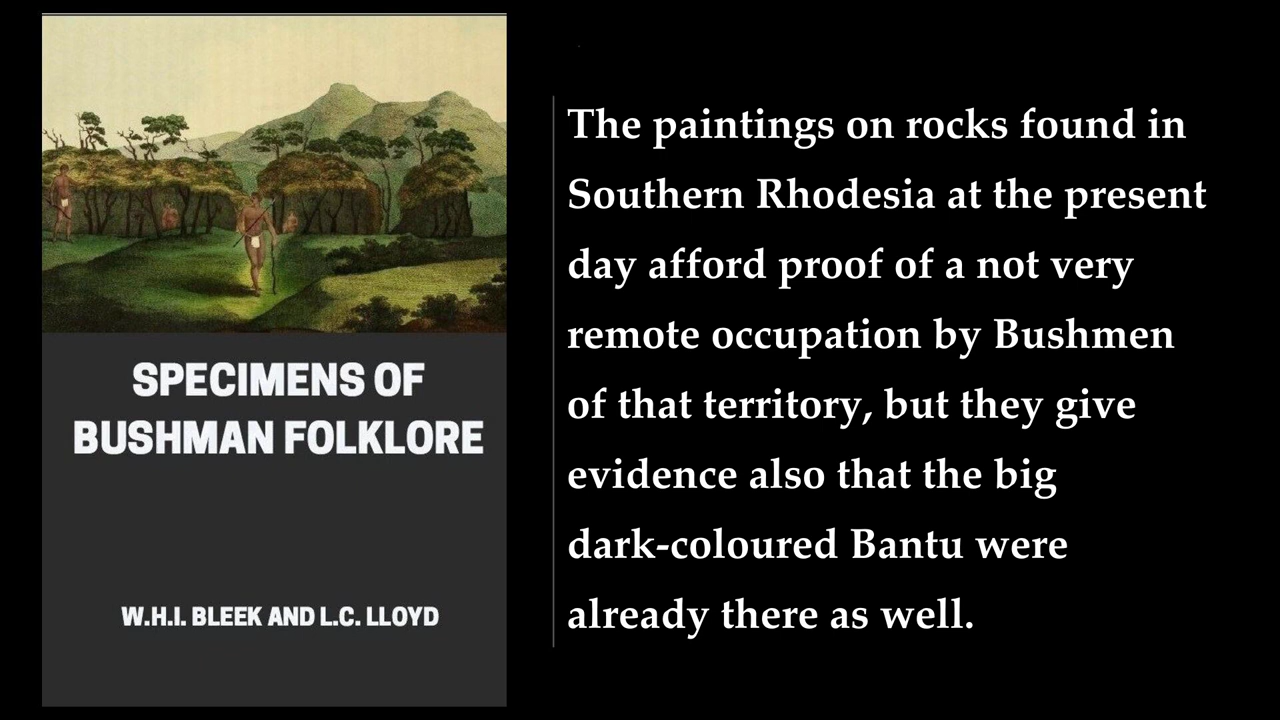 SPECIMENS OF
BUSHMAN FOLKLORE
W.H.I. BLEEK AND L.C. LLOYD
The paintings on rocks found in
Southern Rhodesia at the present
day afford proof of a not very
remote occupation by Bushmen
of that territory, but they give
evidence also that the big
dark-coloured Bantu were
already there as well.